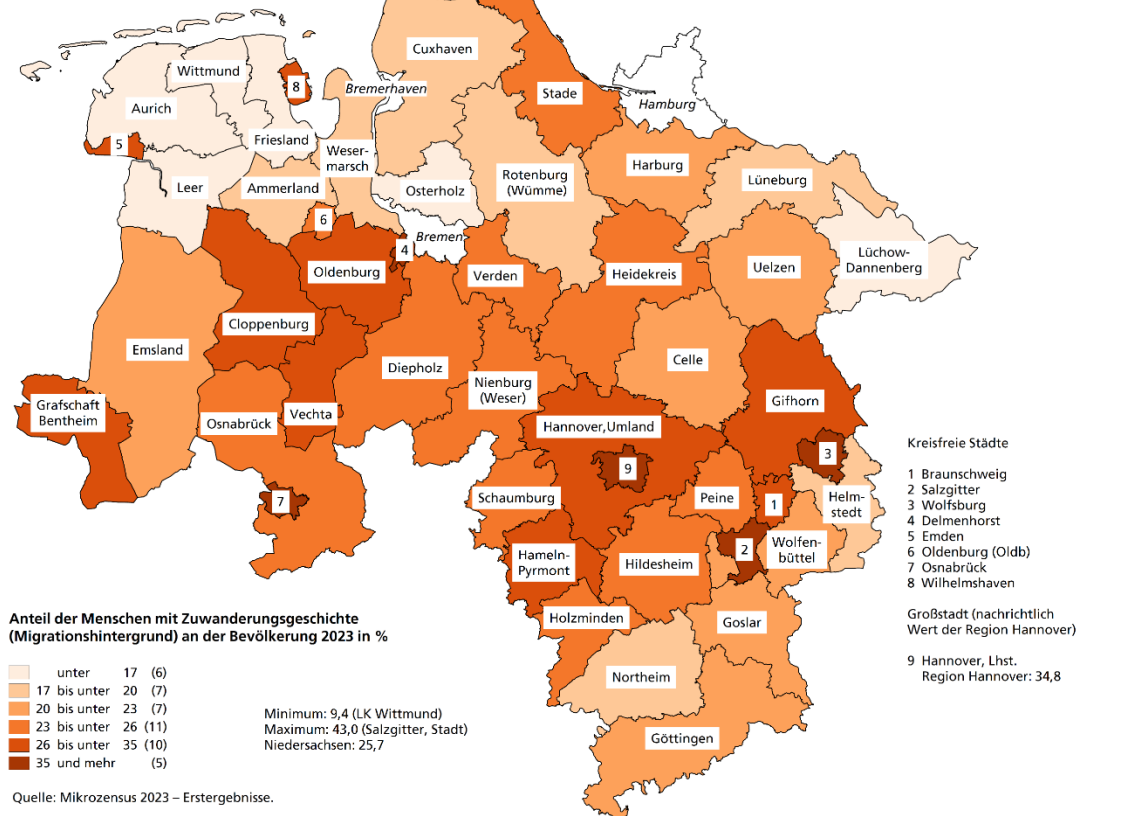 Cuxhaven
Wittmund
8
Bremerhaven
Stade
Hamburg
Aurich
5
Friesland
Weser-
marsch
Harburg
Leer
Ammerland
Osterholz
Rotenburg
(Wümme)
Lüneburg
6
4
Bremen
Oldenburg
Verden
Heidekreis
Uelzen
Lüchow-
Dannenberg
Cloppenburg
Emsland
Diepholz
Celle
Nienburg
(Weser)
Gifhorn
Grafschaft
Bentheim
Osnabrück
Vechta
Hannover,Umland
3
9
7
Schaumburg
Peine
1
Helm-
stedt
2
Wolfen-
büttel
Hameln-
Pyrmont
Hildesheim
Holzminden
Goslar
Northeim
Göttingen
Kreisfreie Städte
1 Braunschweig
2 Salzgitter
3 Wolfsburg
4 Delmenhorst
5 Emden
6 Oldenburg (Oldb)
7 Osnabrück
8 Wilhelmshaven
Großstadt (nachrichtlich
Wert der Region Hannover)
9 Hannover, Lhst.
Region Hannover: 34,8
Anteil der Menschen mit Zuwanderungsgeschichte
(Migrationshintergrund) an der Bevölkerung 2023 in %
unter 17 (6)
17 bis unter 20 (7)
20 bis unter 23 (7)
23 bis unter 26 (11)
26 bis unter 35 (10)
35 und mehr (5)
Minimum: 9,4 (LK Wittmund)
Maximum: 43,0 (Salzgitter, Stadt)
Niedersachsen: 25,7
Quelle: Mikrozensus 2023 – Erstergebnisse.